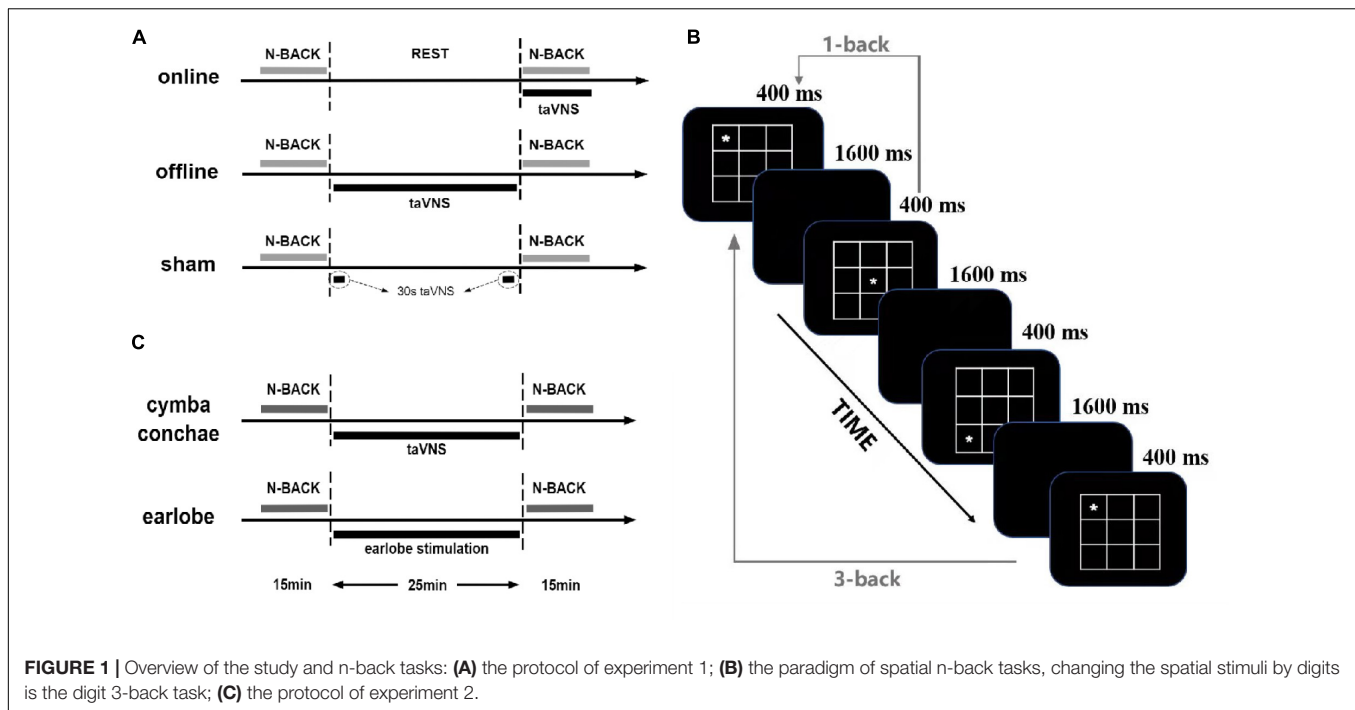 A
N-BACK REST N-BACK
online
taVNS
N-BACK N-BACK
offline
taVNS
N-BACK N-BACK
sham
30s taVNS
C
N-BACK N-BACK
cymba
conchae
taVNS
N-BACK N-BACK
earlobe
earlobe stimulation
15min 25min 15min
B
1-back
400 ms
*
1600 ms
400 ms
*
1600 ms
400 ms
*
1600 ms
400 ms
*
TIME
3-back
FIGURE 1 | Overview of the study and n-back tasks: (A) the protocol of experiment 1; (B) the paradigm of spatial n-back tasks, changing the spatial stimuli by digits
is the digit 3-back task; (C) the protocol of experiment 2.